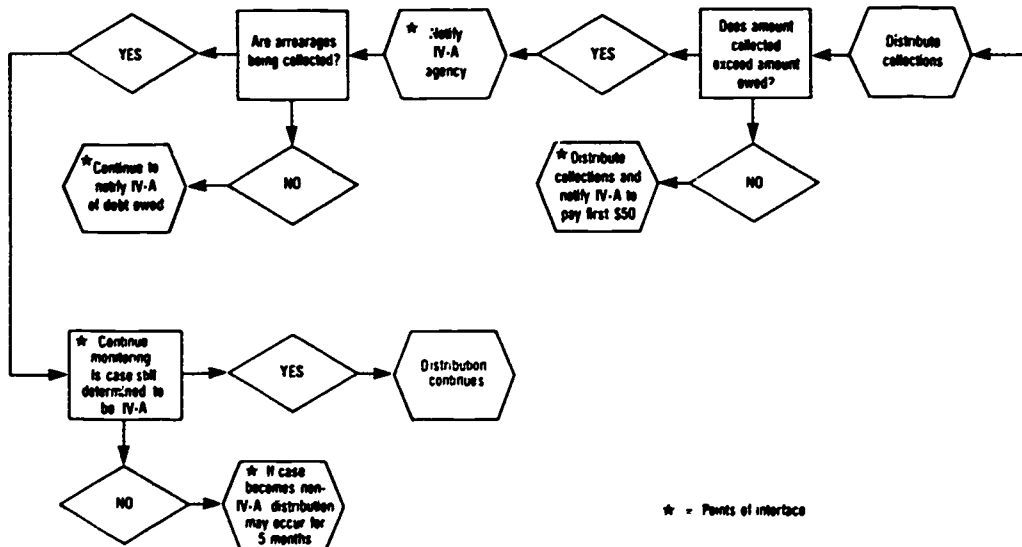 YES
Are arrearages
being collected?
★ Notify
IV-A
agency
YES
Does amount
collected
exceed amount
owed?
Distribute
collections
★ Continue to
notify IV-A
of debt owed
NO
★ Distribute
collections and
notify IV-A to
pay first $50
NO
★ Continue
monitoring
is case still
determined to
be IV-A
YES
Distribution
continues
NO
★ If case
becomes non-
IV-A distribution
may occur for
5 months
★ = Points of interface